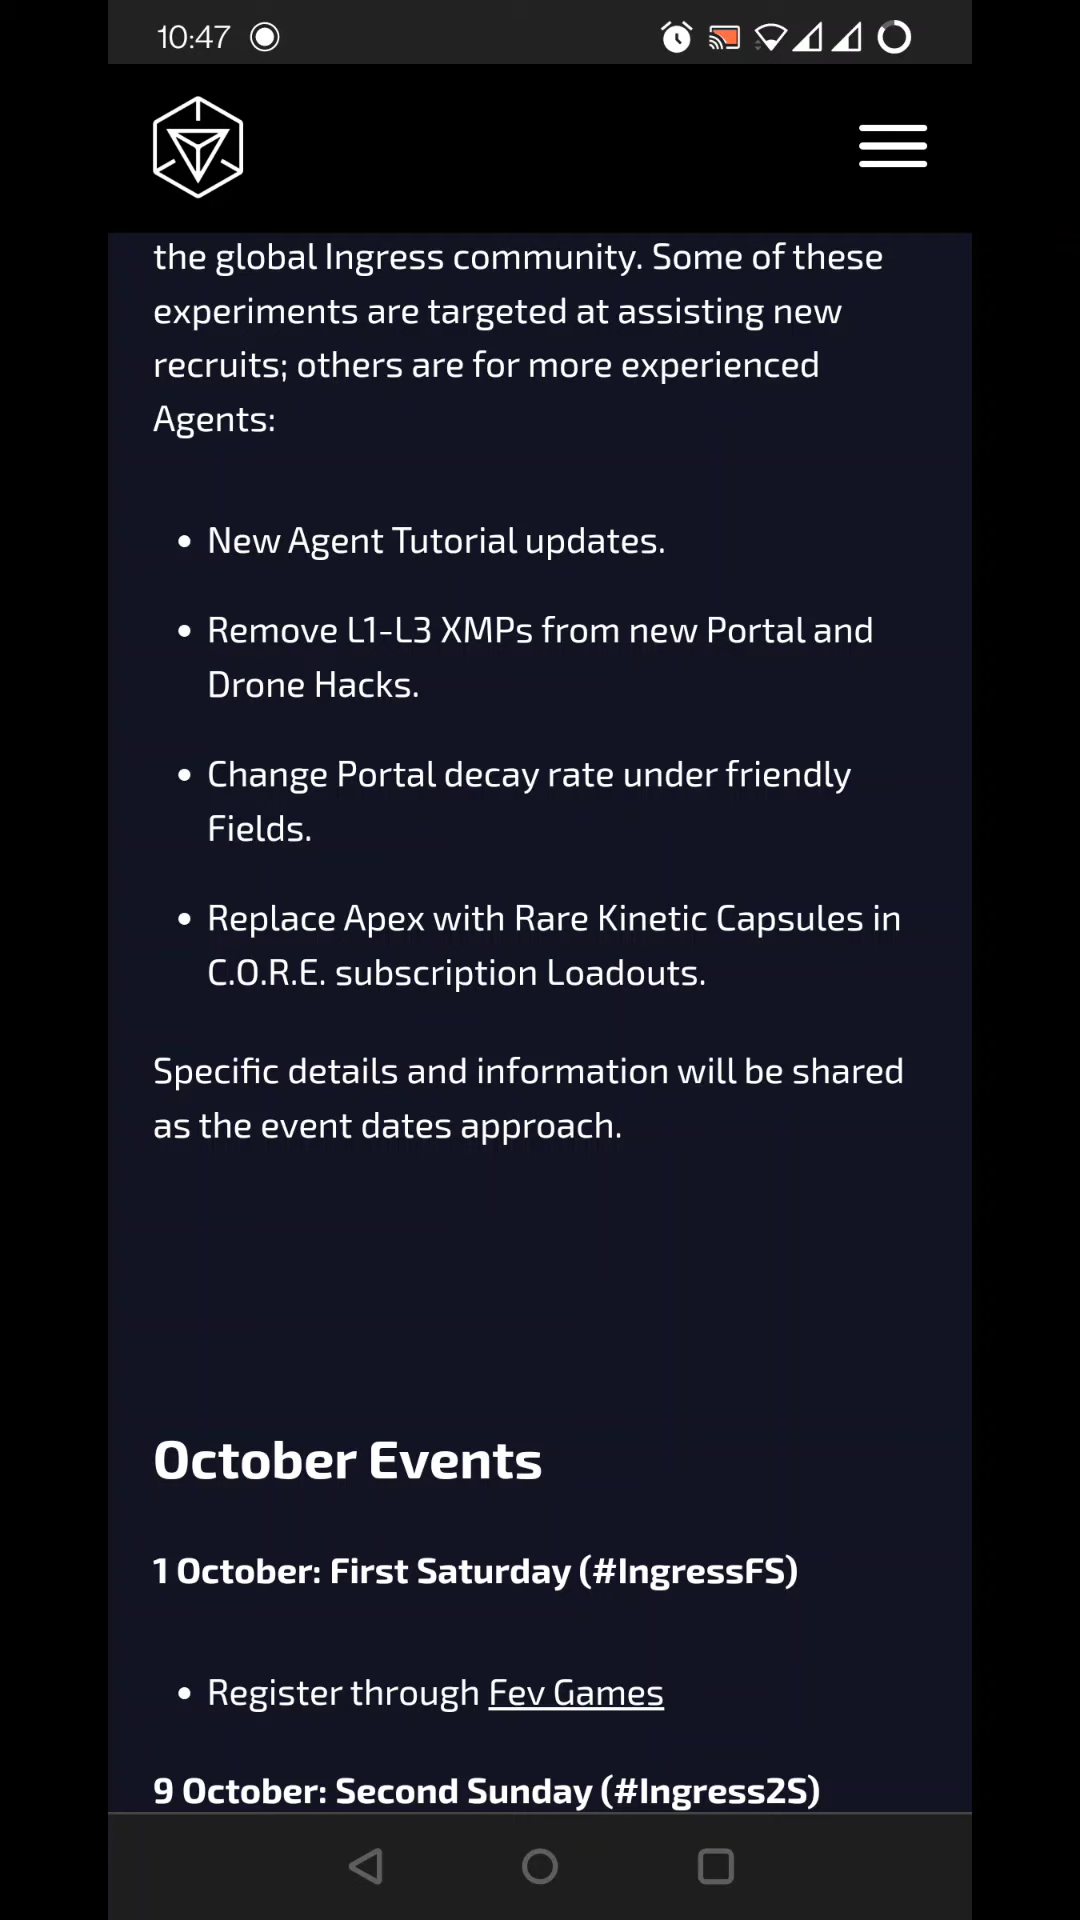 10:47
the global Ingress community. Some of these
experiments are targeted at assisting new
recruits; others are for more experienced
Agents:
• New Agent Tutorial updates.
• Remove L1-L3 XMPs from new Portal and
Drone Hacks.
• Change Portal decay rate under friendly
Fields.
• Replace Apex with Rare Kinetic Capsules in
C.O.R.E. subscription Loadouts.
Specific details and information will be shared
as the event dates approach.
October Events
1 October: First Saturday (#IngressFS)
• Register through Fev Games
9 October: Second Sunday (#Ingress2S)